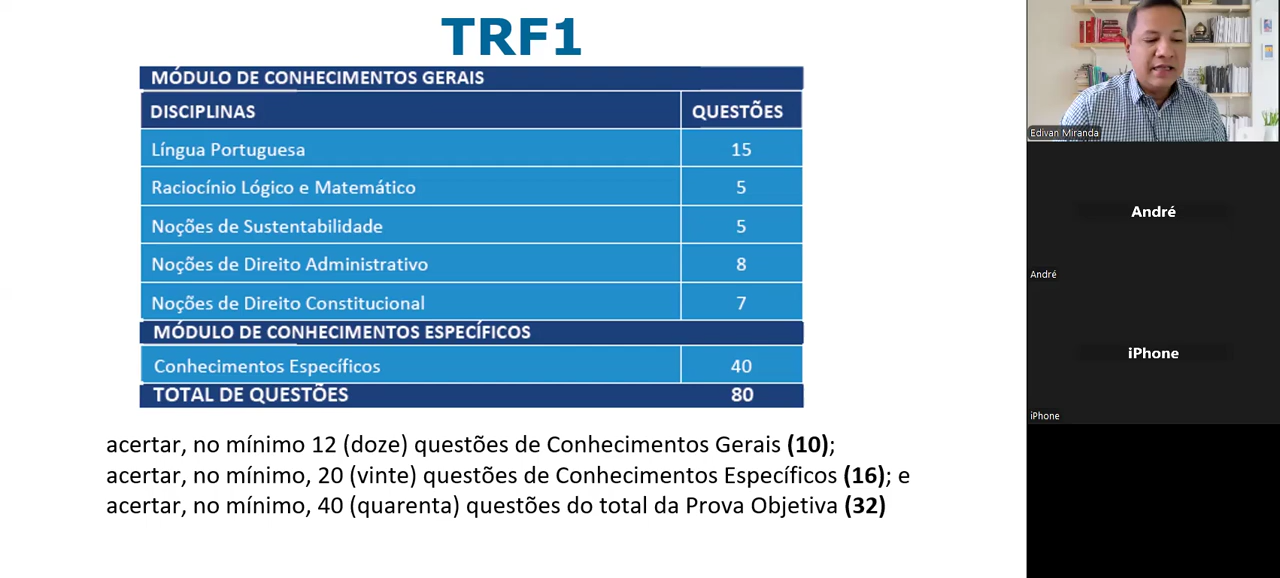 TRF1
MÓDULO DE CONHECIMENTOS GERAIS
DISCIPLINAS QUESTÕES
Língua Portuguesa 15
Raciocínio Lógico e Matemático 5
Noções de Sustentabilidade 5
Noções de Direito Administrativo 8
Noções de Direito Constitucional 7
MÓDULO DE CONHECIMENTOS ESPECÍFICOS
Conhecimentos Específicos 40
TOTAL DE QUESTÕES 80
acertar, no mínimo 12 (doze) questões de Conhecimentos Gerais (10);
acertar, no mínimo, 20 (vinte) questões de Conhecimentos Específicos (16); e
acertar, no mínimo, 40 (quarenta) questões do total da Prova Objetiva (32)
Edivan Miranda
André
André
iPhone
iPhone